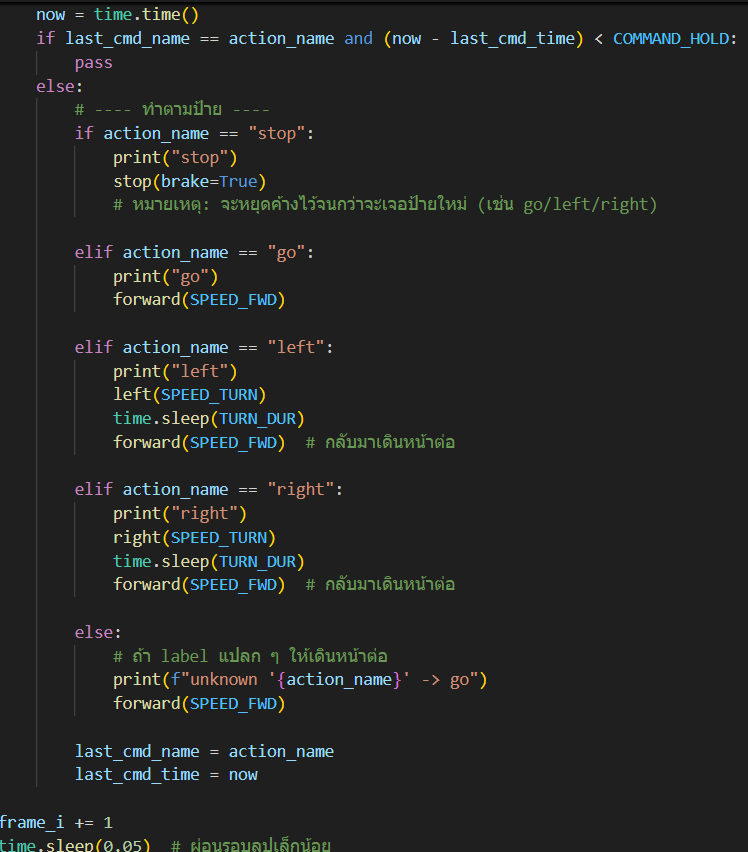 now = time.time()
if last_cmd_name == action_name and (now - last_cmd_time) < COMMAND_HOLD:
pass
else:
# ---- ทำตามป้าย ----
if action_name == "stop":
print("stop")
stop(brake=True)
# หมายเหตุ: จะหยุดค้างไว้จนกว่าจะเจอป้ายใหม่ (เช่น go/left/right)
elif action_name == "go":
print("go")
forward(SPEED_FWD)
elif action_name == "left":
print("left")
left(SPEED_TURN)
time.sleep(TURN_DUR)
forward(SPEED_FWD)  # กลับมาเดินหน้าต่อ
elif action_name == "right":
print("right")
right(SPEED_TURN)
time.sleep(TURN_DUR)
forward(SPEED_FWD)  # กลับมาเดินหน้าต่อ
else:
# ถ้า label แปลก ๆ ให้เดินหน้าต่อ
print(f"unknown '{action_name}' -> go")
forward(SPEED_FWD)
last_cmd_name = action_name
last_cmd_time = now
frame_i += 1
time.sleep(0.05)  # ผ่อนรอบลูปเล็กน้อย